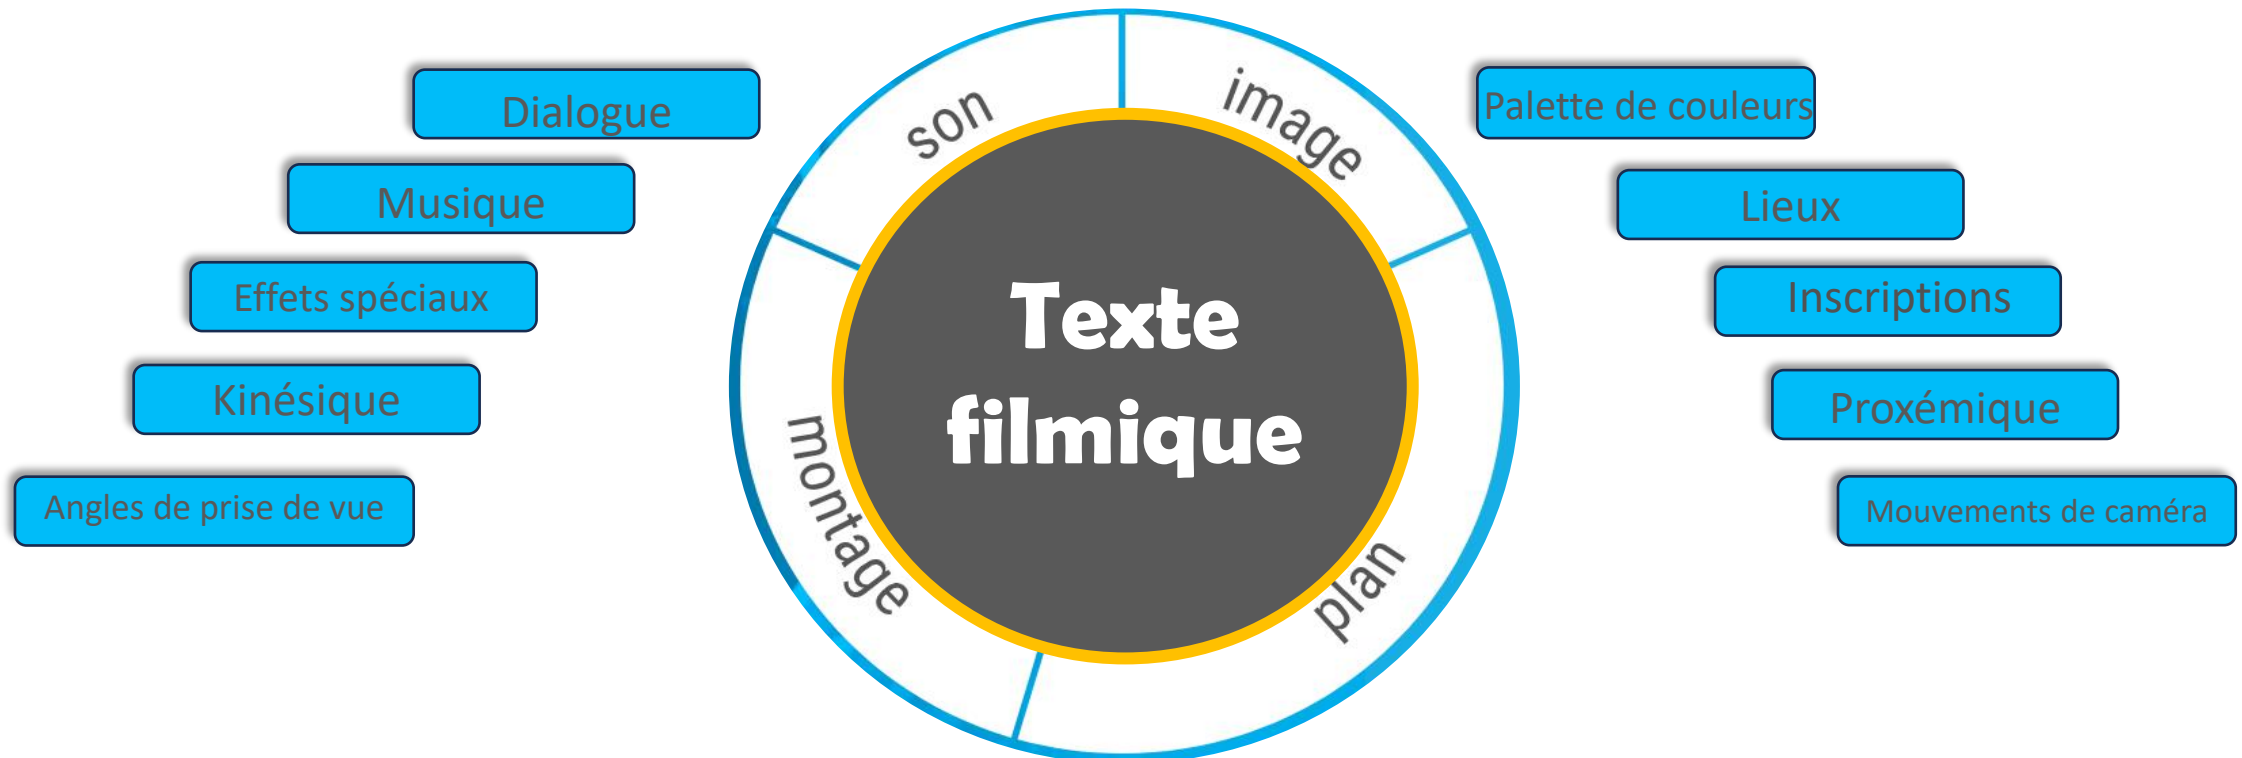 Dialogue
Musique
Effets spéciaux
Kinésique
Angles de prise de vue
son
image
montage
plan
Texte
filmique
Palette de couleurs
Lieux
Inscriptions
Proxémique
Mouvements de caméra